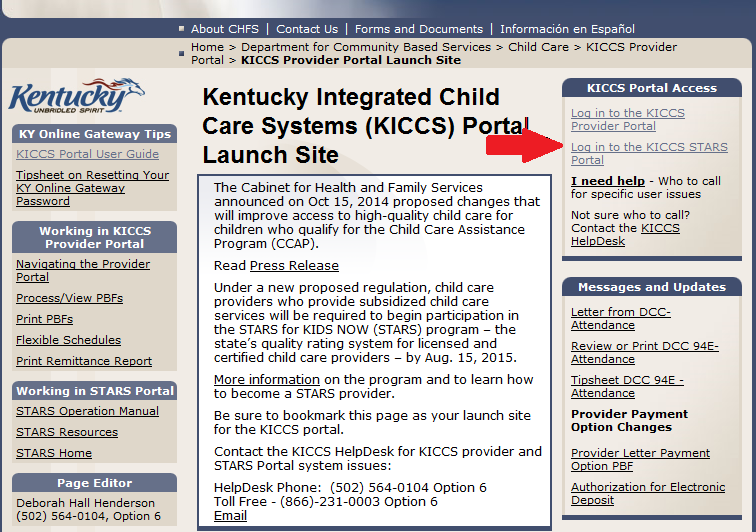 About CHFS | Contact Us | Forms and Documents | Información en Español
Home > Department for Community Based Services > Child Care > KICCS Provider
Portal > KICCS Provider Portal Launch Site
Kentucky
UNBRIDLED SPIRIT
KY Online Gateway Tips
KICCS Portal User Guide
Tipsheet on Resetting Your
KY Online Gateway
Password
Working in KICCS
Provider Portal
Navigating the Provider
Portal
Process/View PBFs
Print PBFs
Flexible Schedules
Print Remittance Report
Working in STARS Portal
STARS Operation Manual
STARS Resources
STARS Home
Page Editor
Deborah Hall Henderson
(502) 564-0104, Option 6
Kentucky Integrated Child
Care Systems (KICCS) Portal
Launch Site
The Cabinet for Health and Family Services
announced on Oct 15, 2014 proposed changes that
will improve access to high-quality child care for
children who qualify for the Child Care Assistance
Program (CCAP).
Read Press Release
Under a new proposed regulation, child care
providers who provide subsidized child care
services will be required to begin participation in
the STARS for KIDS NOW (STARS) program – the
state's quality rating system for licensed and
certified child care providers – by Aug. 15, 2015.
More information on the program and to learn how
to become a STARS provider.
Be sure to bookmark this page as your launch site
for the KICCS portal.
Contact the KICCS HelpDesk for KICCS provider and
STARS Portal system issues:
HelpDesk Phone:  (502) 564-0104 Option 6
Toll Free - (866)-231-0003 Option 6
Email
KICCS Portal Access
Log in to the KICCS
Provider Portal
Log in to the KICCS STARS
Portal
I need help - Who to call
for specific user issues
Not sure who to call?
Contact the KICCS
HelpDesk
Messages and Updates
Letter from DCC-
Attendance
Review or Print DCC 94E-
Attendance
Tipsheet DCC 94E -
Attendance
Provider Payment
Option Changes
Provider Letter Payment
Option PBF
Authorization for Electronic
Deposit